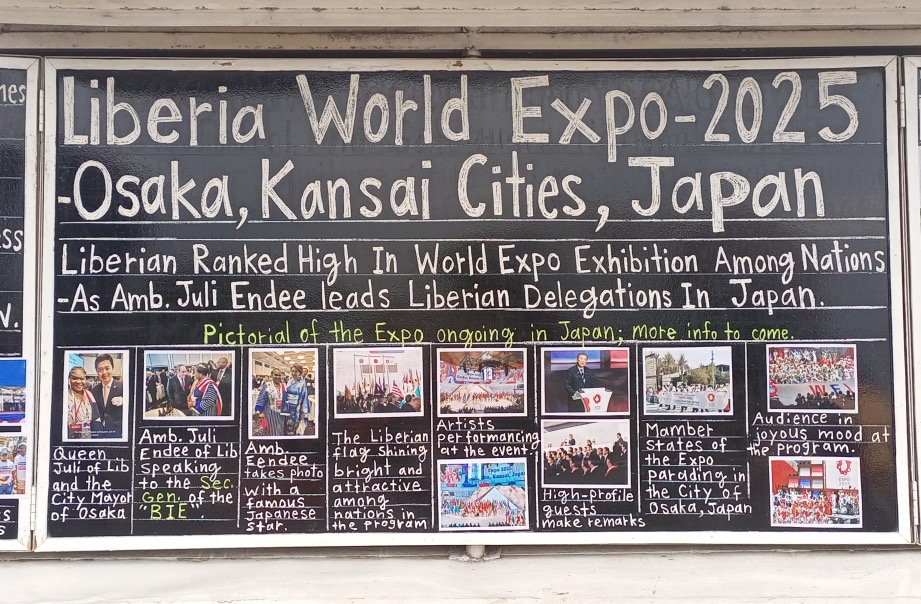 Liberia World Expo-2025
-Osaka, Kansai Cities, Japan
Liberian Ranked High In World Expo Exhibition Among Nations
-As Amb. Juli Endee leads Liberian Delegations In Japan.
Pictorial of the Expo ongoing in Japan; more info to come.
Queen
Juli of Lib
and the
City Mayor
of Osaka
Amb. Juli
Endee of Lib
speaking
to the Sec.
Gen. of the
"BIE".
Amb.
Eendee
takes photo
with a
famous
Japanese
star.
The Liberian
flag shining
bright and
attractive
among
nations in
the program
Artists
performancing
at the event
High-profile
guests
make remarks
Mamber
states of
the Expo
parading in
the City of
Osaka, Japan
Audience in
joyous mood at
the program.